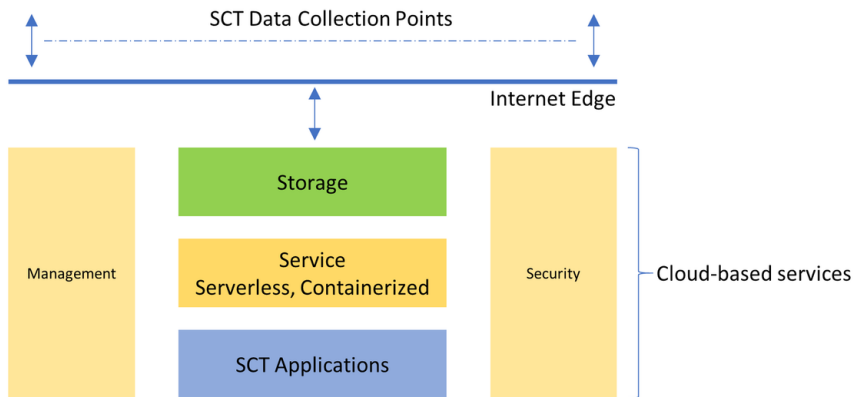 SCT Data Collection Points
Internet Edge
Storage
Management
Service
Serverless, Containerized
Security
Cloud-based services
SCT Applications